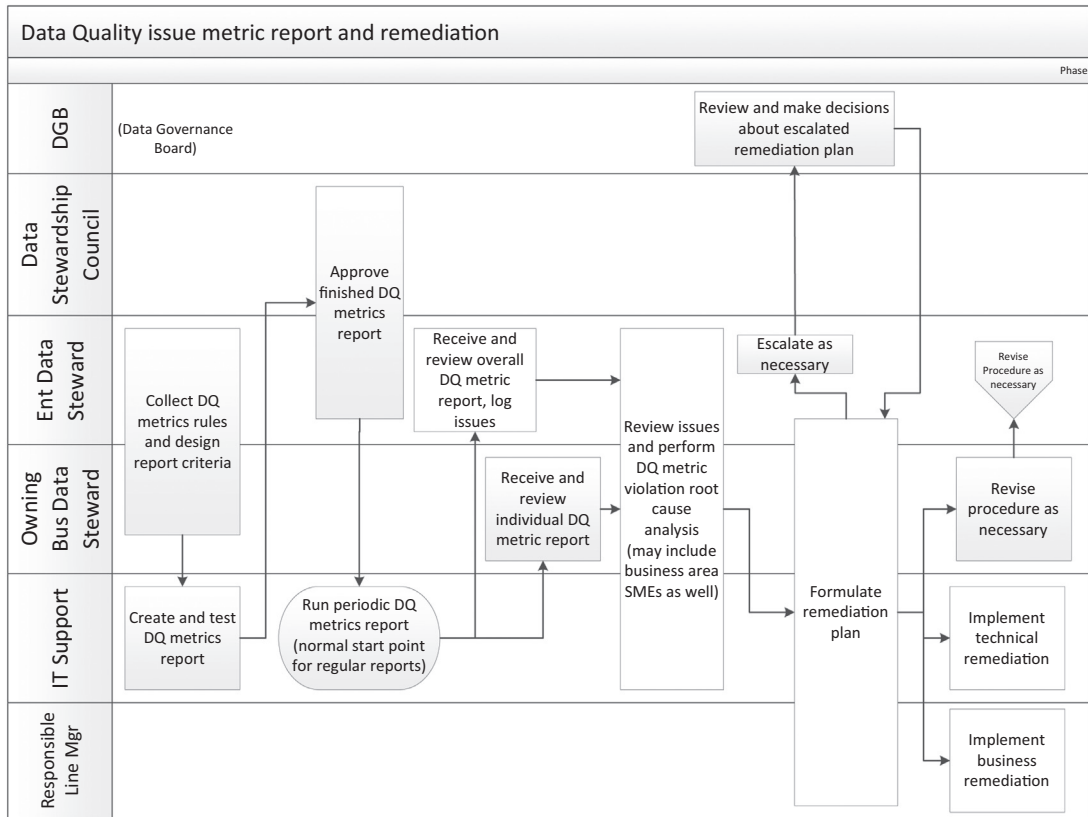 Data Quality issue metric report and remediation
Phase
DGB
(Data Governance
Board)
Review and make decisions
about escalated
remediation plan
Data
Stewardship
Council
Approve
finished DQ
metrics
report
Ent Data
Steward
Collect DQ
metrics rules
and design
report criteria
Receive and
review overall
DQ metric
report, log
issues
Review issues
and perform
DQ metric
violation root
cause
analysis
(may include
business area
SMEs as well)
Escalate as
necessary
Revise
Procedure as
necessary
Owning
Bus Data
Steward
Receive and
review
individual DQ
metric report
Revise
procedure as
necessary
IT Support
Create and test
DQ metrics
report
Run periodic DQ
metrics report
(normal start point
for regular reports)
Formulate
remediation
plan
Implement
technical
remediation
Responsible
Line Mgr
Implement
business
remediation